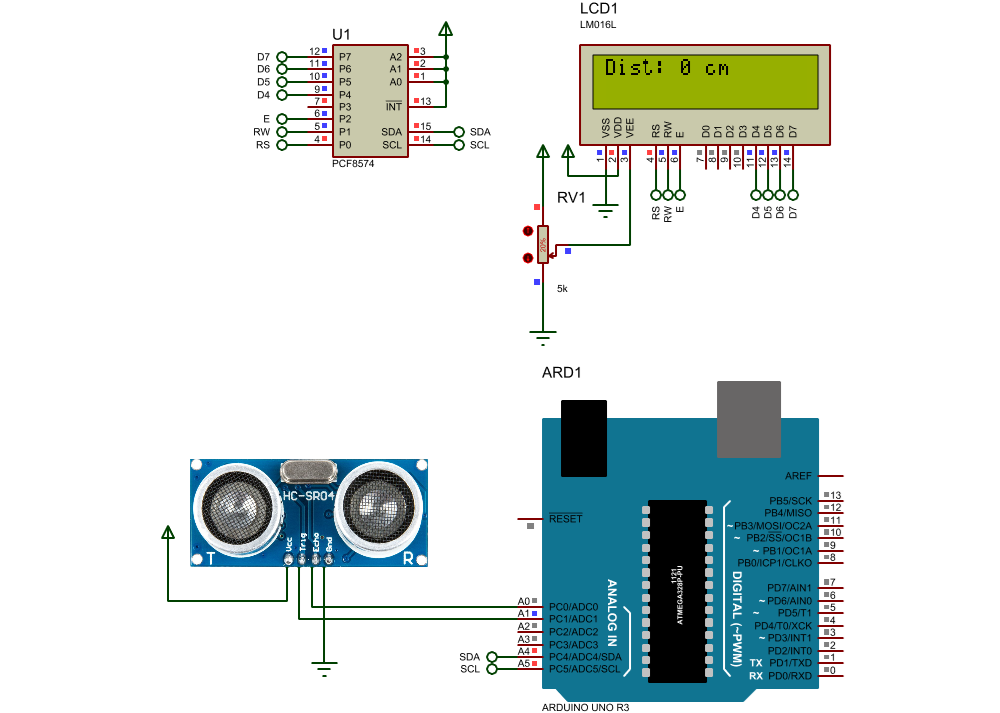 U1
D7 12 P7 A2 3
D6 11 P6 A1 2
D5 10 P5 A0 1
D4 9 P4
7 P3 INT 13
E 6 P2
RW 5 P1 SDA 15 SDA
RS 4 P0 SCL 14 SCL
PCF8574
LCD1
LM016L
Dist: 0 cm
VSS VDD VEE RS RW E D0 D1 D2 D3 D4 D5 D6 D7
1 2 3 4 5 6 7 8 9 10 11 12 13 14
RS RW E D4 D5 D6 D7
RV1
20%
5k
ARD1
HC-SR04
T R
Vcc Trig Echo Gnd
RESET
AREF
PB5/SCK 13
PB4/MISO 12
~PB3/MOSI/OC2A 11
~ PB2/SS/OC1B 10
~ PB1/OC1A 9
PB0/ICP1/CLKO 8
PD7/AIN1 7
~ PD6/AIN0 6
~ PD5/T1 5
PD4/T0/XCK 4
~ PD3/INT1 3
PD2/INT0 2
TX PD1/TXD 1
RX PD0/RXD 0
DIGITAL (~PWM)
1121
ATMEGA328P-PU
ANALOG IN
A0 PC0/ADC0
A1 PC1/ADC1
A2 PC2/ADC2
A3 PC3/ADC3
SDA A4 PC4/ADC4/SDA
SCL A5 PC5/ADC5/SCL
ARDUINO UNO R3